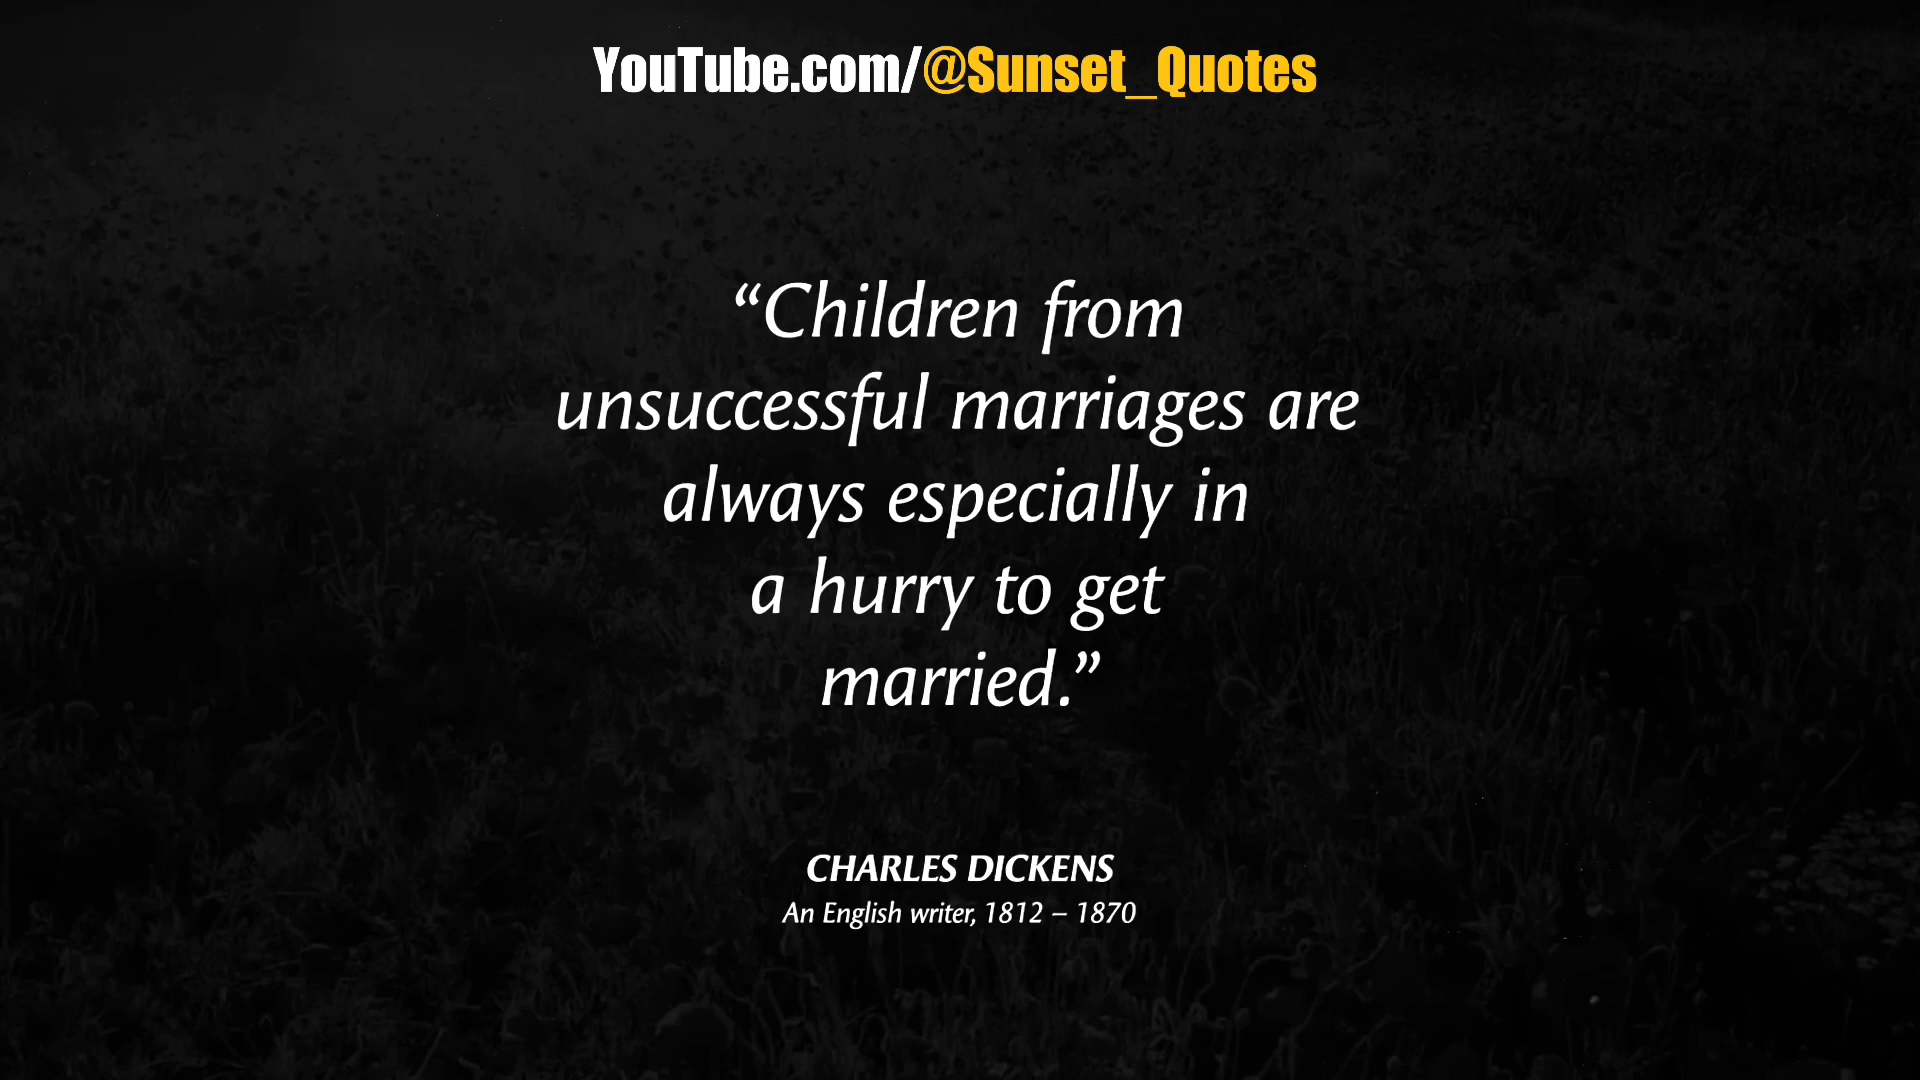 YouTube.com/@Sunset_Quotes
“Children from
unsuccessful marriages are
always especially in
a hurry to get
married.”
CHARLES DICKENS
An English writer, 1812 – 1870